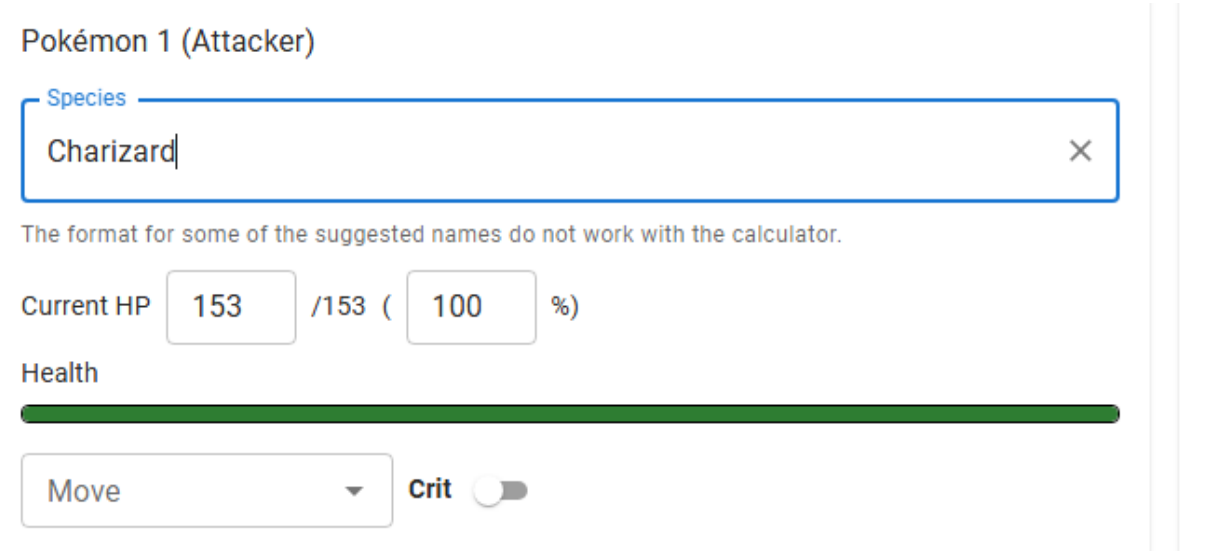 Pokémon 1 (Attacker)
Species
Charizard
The format for some of the suggested names do not work with the calculator.
Current HP 153 /153 ( 100 %)
Health
Move Crit